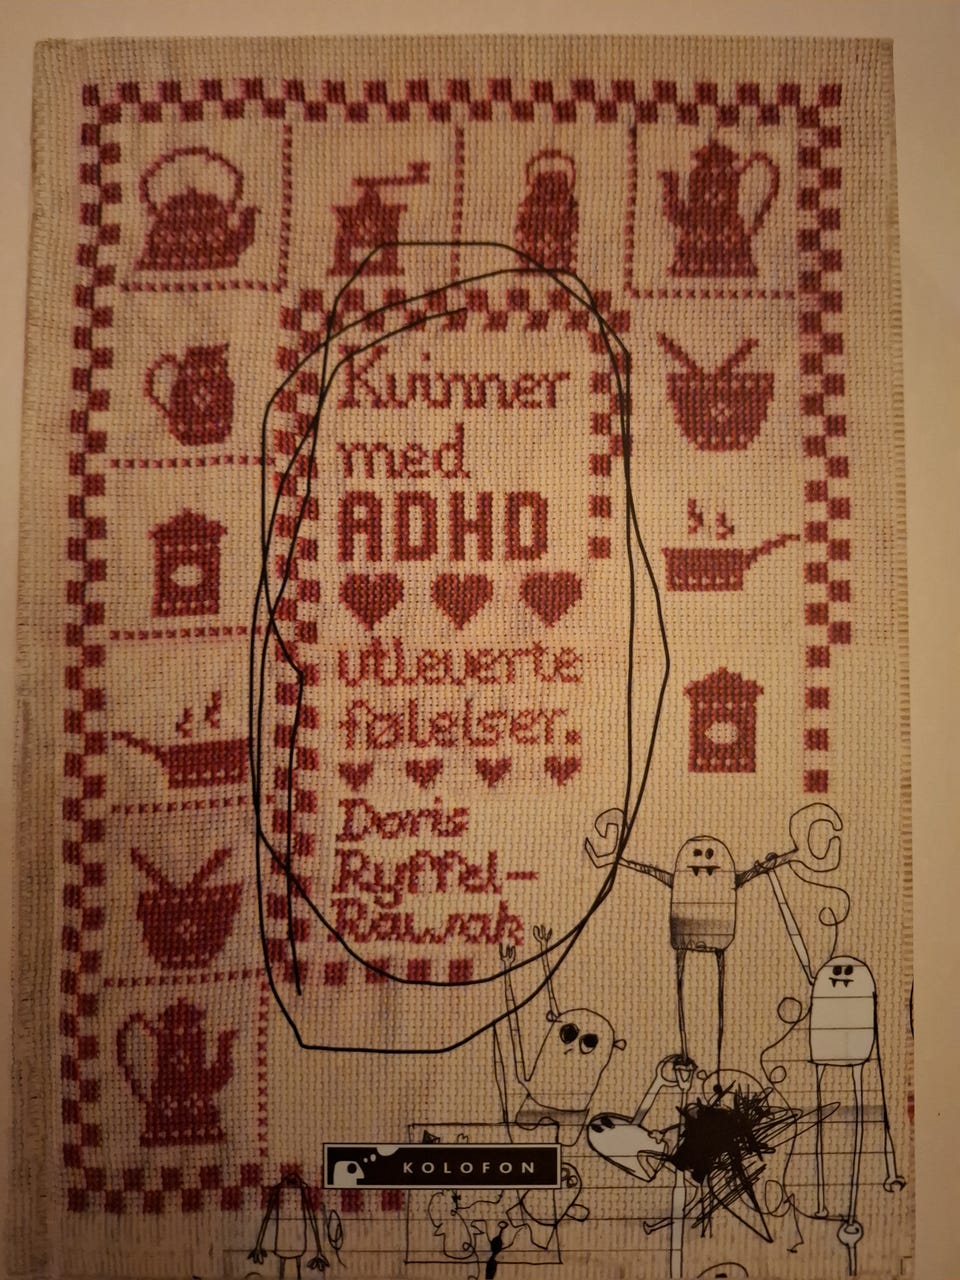 Kvinner
med
ADHD
utleverte
følelser.
Doris
Ryffel-
Rawak
KOLOFON